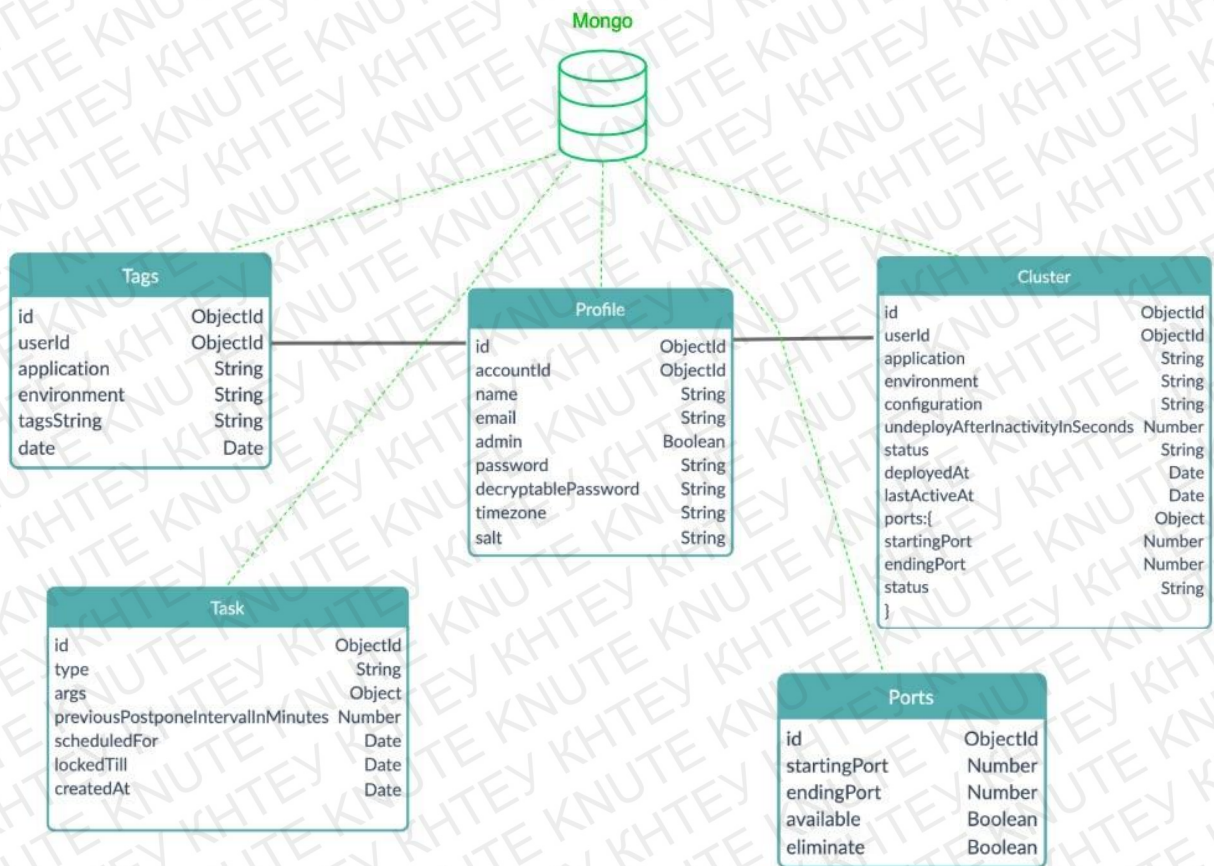 Mongo
Tags
id ObjectId
userId ObjectId
application String
environment String
tagsString String
date Date
Profile
id ObjectId
accountId ObjectId
name String
email String
admin Boolean
password String
decryptablePassword String
timezone String
salt String
Cluster
id ObjectId
userId ObjectId
application String
environment String
configuration String
undeployAfterInactivityInSeconds Number
status String
deployedAt Date
lastActiveAt Date
ports:{ Object
startingPort Number
endingPort Number
status String
}
Task
id ObjectId
type String
args Object
previousPostponeIntervalInMinutes Number
scheduledFor Date
lockedTill Date
createdAt Date
Ports
id ObjectId
startingPort Number
endingPort Number
available Boolean
eliminate Boolean
KNUTE КНТЕУ